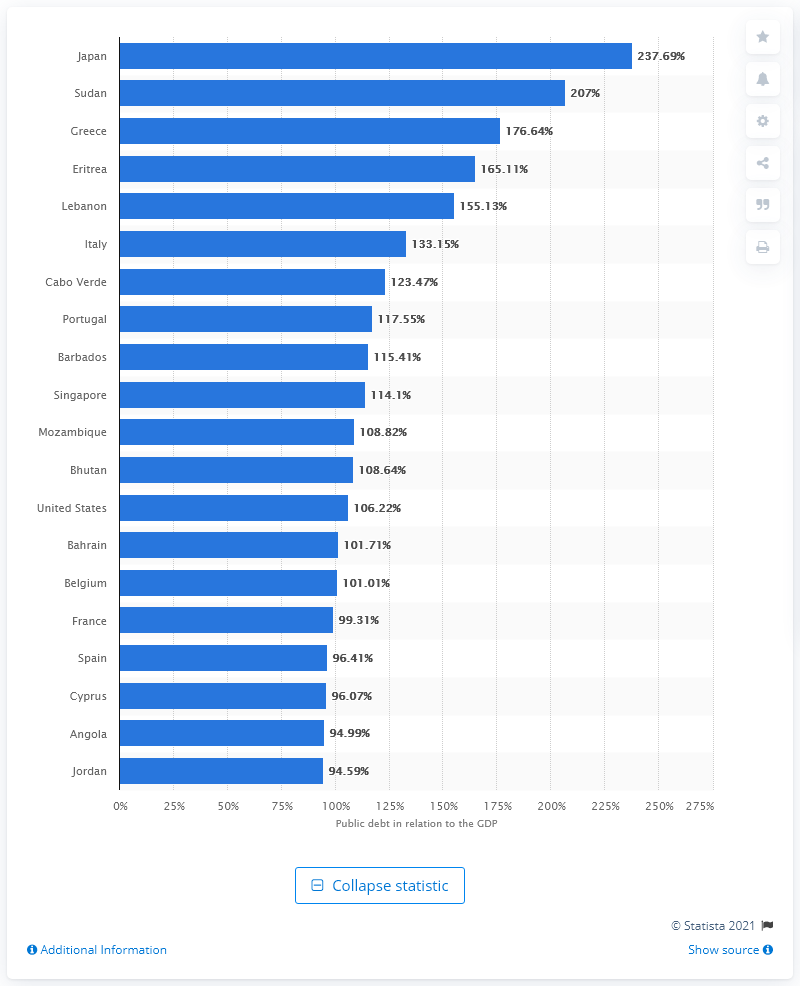 Japan 237.69%
Sudan 207%
Greece 176.64%
Eritrea 165.11%
Lebanon 155.13%
Italy 133.15%
Cabo Verde 123.47%
Portugal 117.55%
Barbados 115.41%
Singapore 114.1%
Mozambique 108.82%
Bhutan 108.64%
United States 106.22%
Bahrain 101.71%
Belgium 101.01%
France 99.31%
Spain 96.41%
Cyprus 96.07%
Angola 94.99%
Jordan 94.59%
0% 25% 50% 75% 100% 125% 150% 175% 200% 225% 250% 275%
Public debt in relation to the GDP
Collapse statistic
© Statista 2021
Additional Information Show source